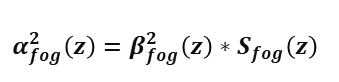 α²fog(z) = β²fog(z) * Sfog(z)